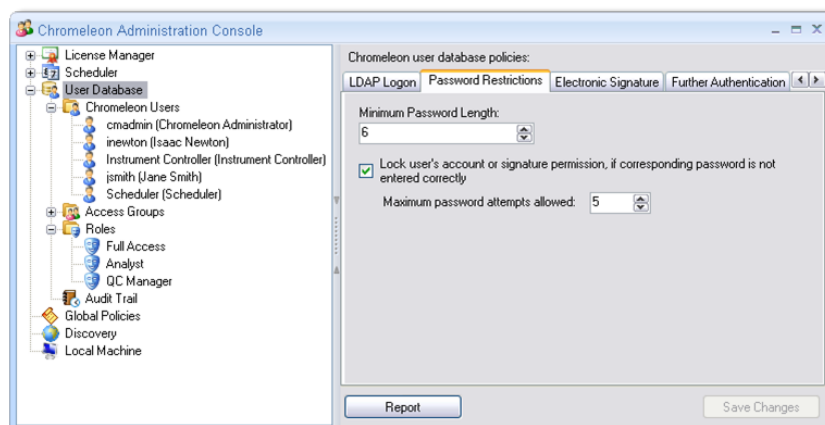 Chromeleon Administration Console
License Manager
Scheduler
User Database
Chromeleon Users
cmadmin (Chromeleon Administrator)
inewton (Isaac Newton)
Instrument Controller (Instrument Controller)
jsmith (Jane Smith)
Scheduler (Scheduler)
Access Groups
Roles
Full Access
Analyst
QC Manager
Audit Trail
Global Policies
Discovery
Local Machine
Chromeleon user database policies:
LDAP Logon Password Restrictions Electronic Signature Further Authentication
Minimum Password Length:
6
Lock user's account or signature permission, if corresponding password is not
entered correctly
Maximum password attempts allowed: 5
Report Save Changes